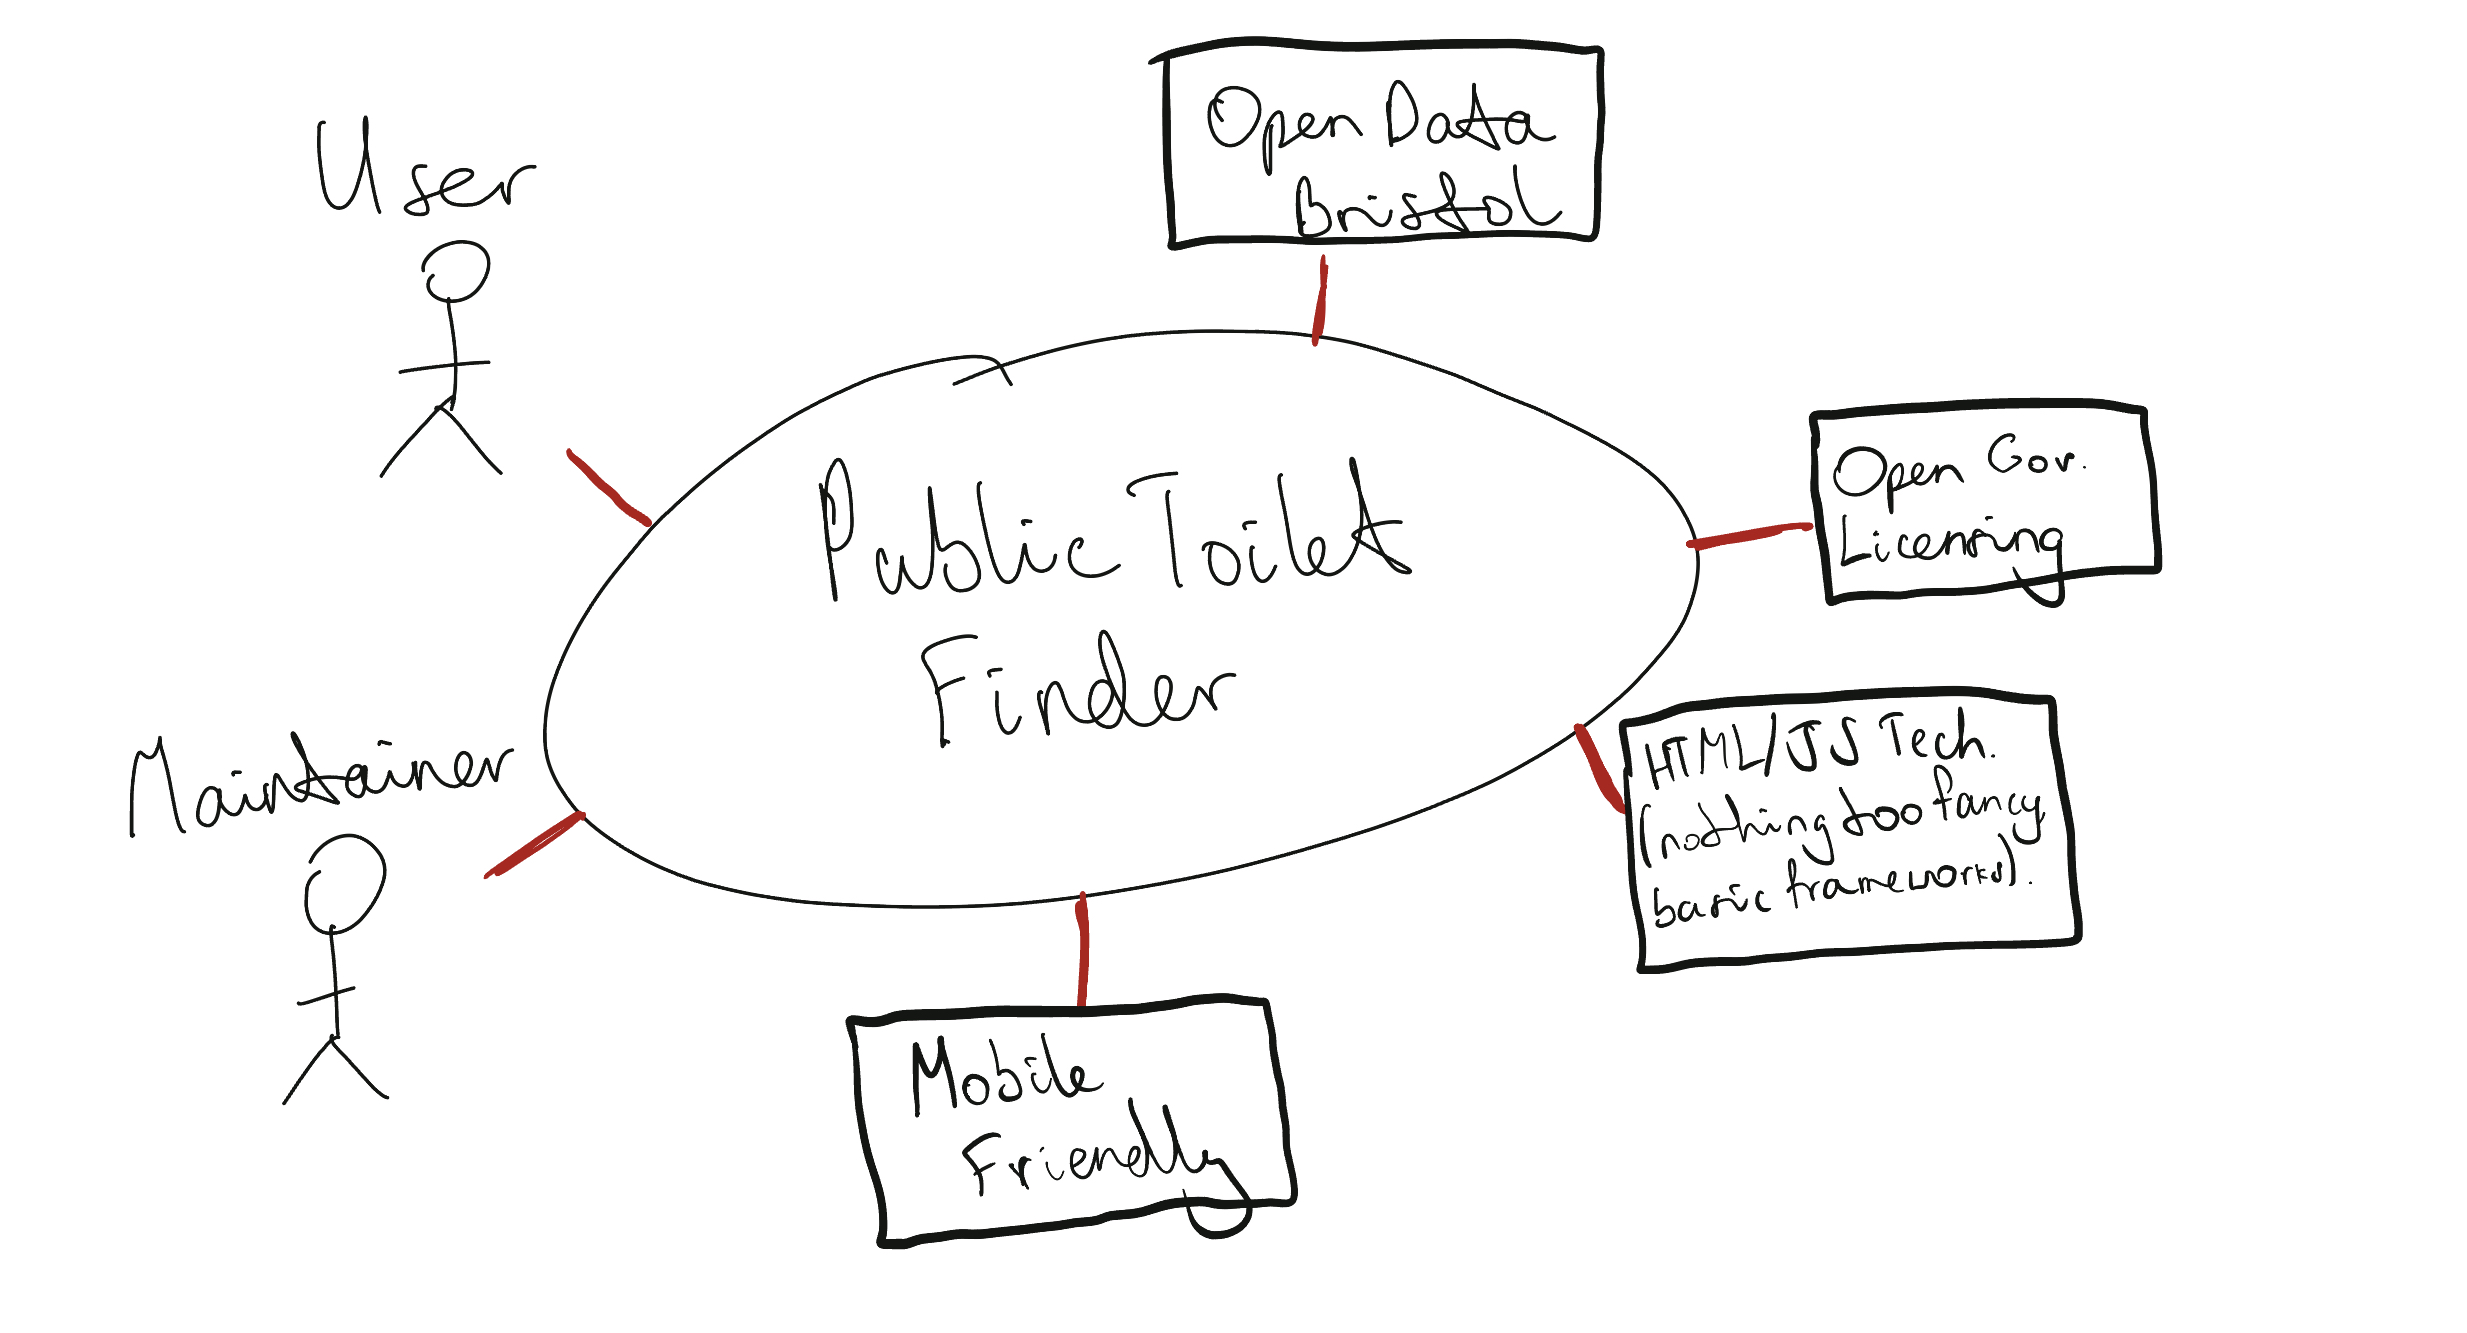 Open Data
Bristol
User
Open Gov.
Licensing
Public Toilet
Finder
HTML/JS Tech.
(nothing too fancy
basic frameworks).
Maintainer
Mobile
Friendly